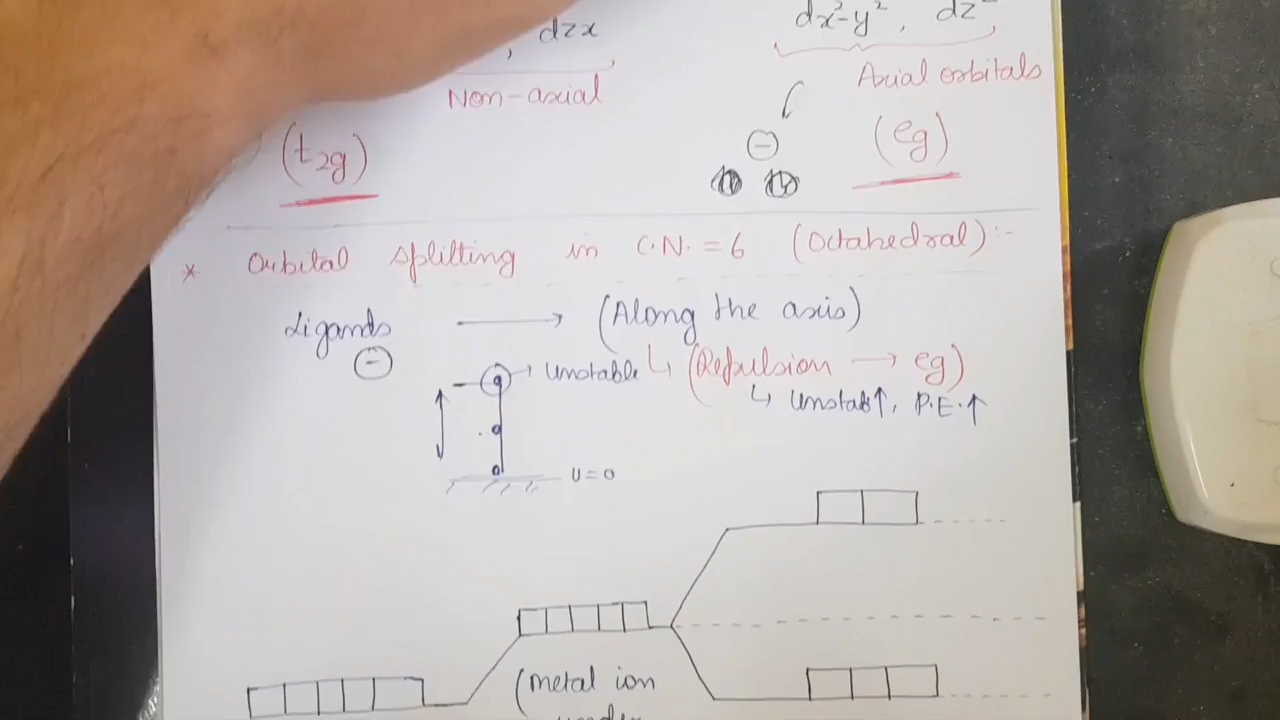 , dzx
dx²-y², dz²
Non-axial
Axial orbitals
(t2g)
(eg)
* Orbital splitting in C.N. = 6 (Octahedral):-
Ligands → (Along the axis)
Unstable ↳ (Repulsion → eg)
↳ Unstab↑, P.E.↑
U=0
(metal ion
under